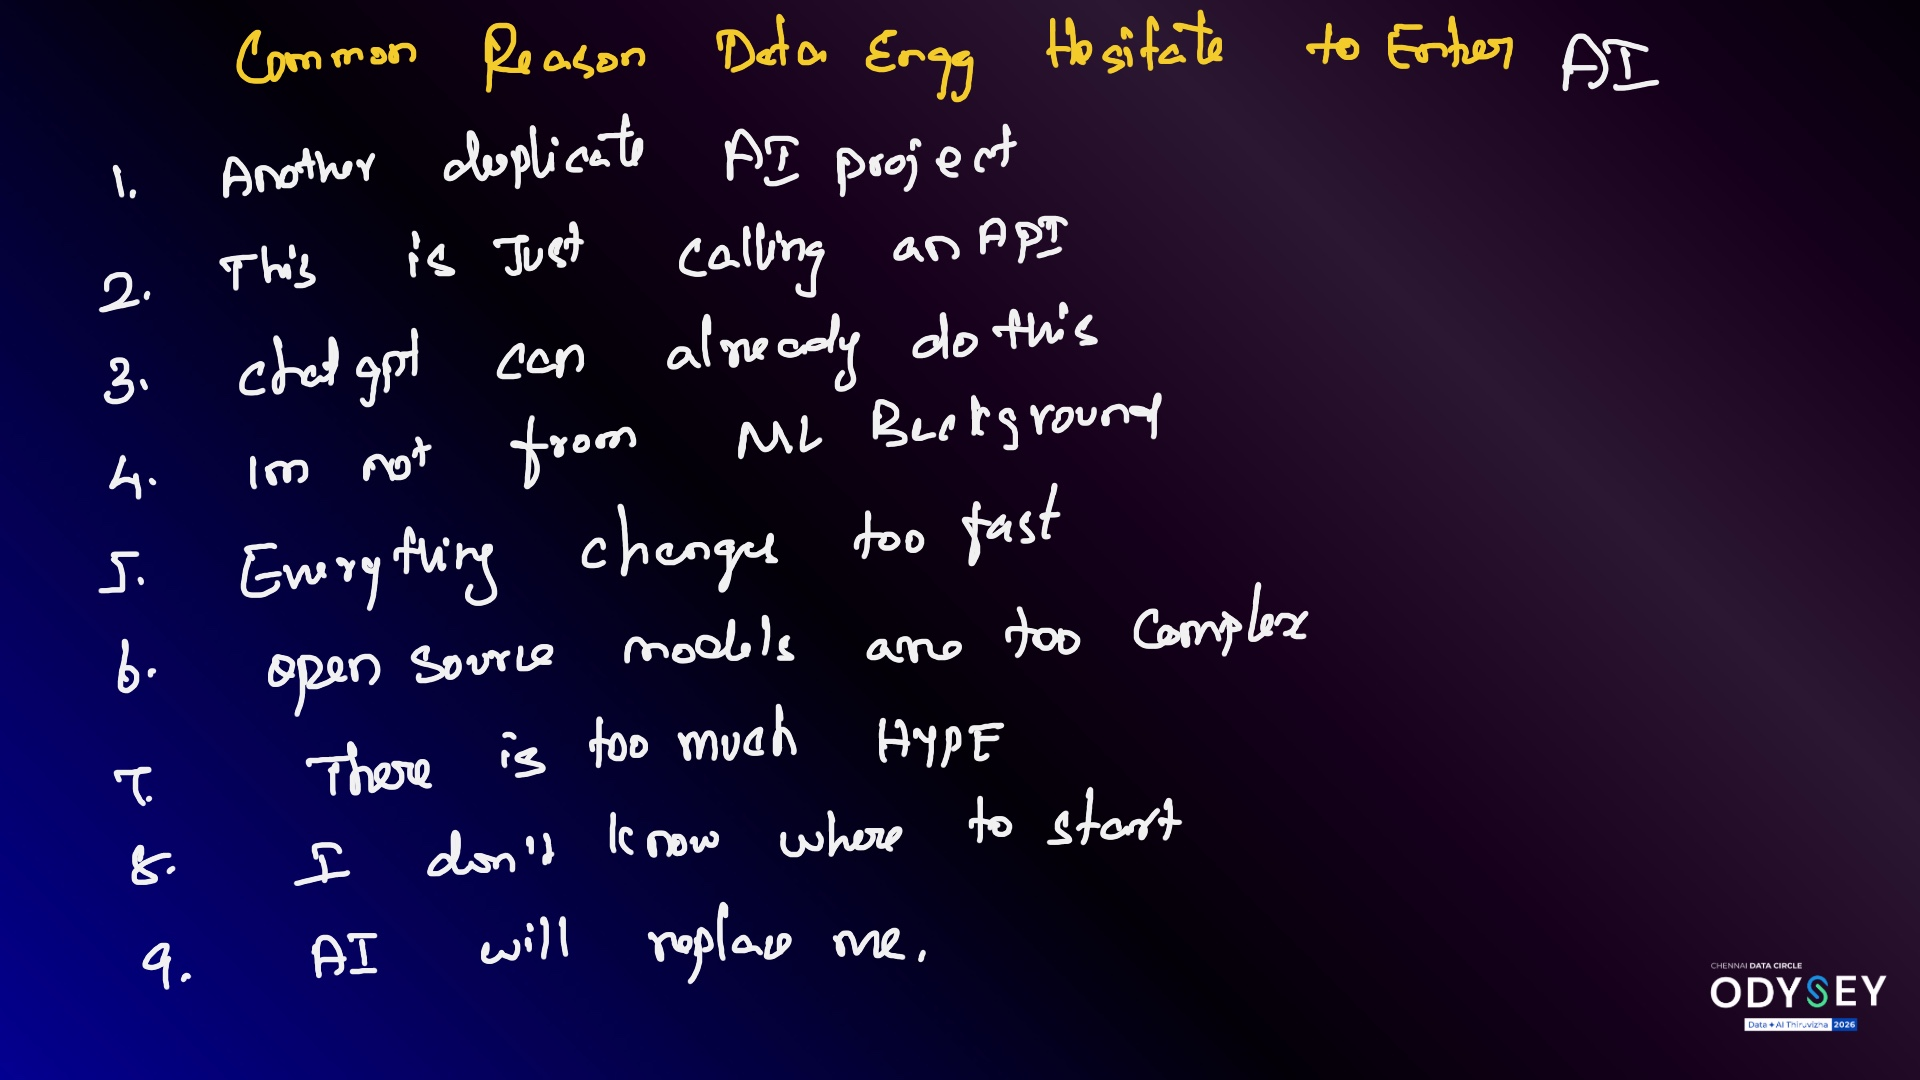 Common Reason Data Engg Hesitate to Enter AI
1. Another duplicate AI project
2. This is Just calling an API
3. chatgpt can already do this
4. Im not from ML Background
5. Everything changes too fast
6. open source models are too Complex
7. There is too much HYPE
8. I don't know where to start
9. AI will replace me.
CHENNAI DATA CIRCLE
ODYSEY
Data + AI Thiruvizha 2026